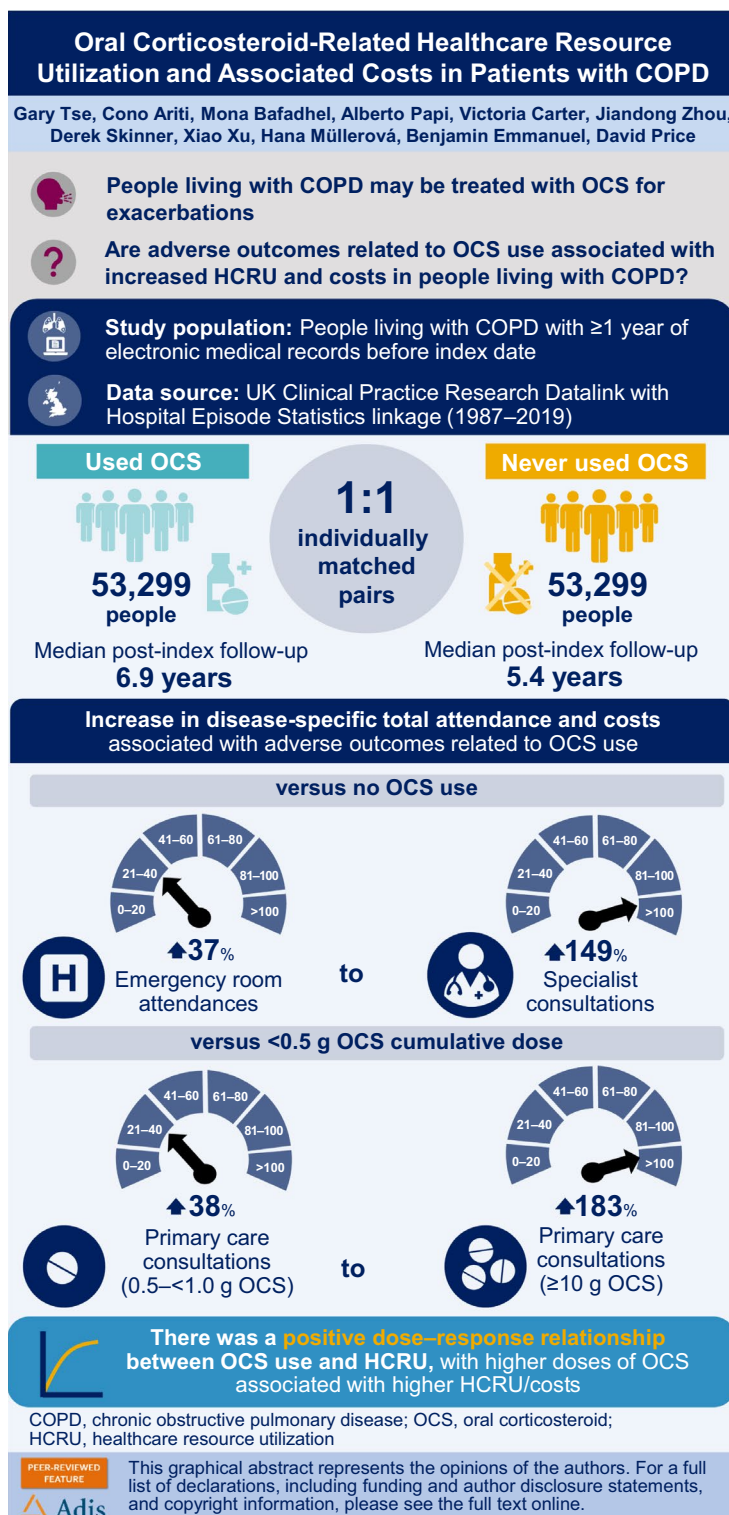 Oral Corticosteroid-Related Healthcare Resource
Utilization and Associated Costs in Patients with COPD
Gary Tse, Cono Ariti, Mona Bafadhel, Alberto Papi, Victoria Carter, Jiandong Zhou,
Derek Skinner, Xiao Xu, Hana Müllerová, Benjamin Emmanuel, David Price
People living with COPD may be treated with OCS for
exacerbations
?
Are adverse outcomes related to OCS use associated with
increased HCRU and costs in people living with COPD?
Study population: People living with COPD with ≥1 year of
electronic medical records before index date
Data source: UK Clinical Practice Research Datalink with
Hospital Episode Statistics linkage (1987–2019)
Used OCS
53,299
people
Median post-index follow-up
6.9 years
1:1
individually
matched
pairs
Never used OCS
53,299
people
Median post-index follow-up
5.4 years
Increase in disease-specific total attendance and costs
associated with adverse outcomes related to OCS use
versus no OCS use
0–20
21–40
41–60
61–80
81–100
>100
37%
H
Emergency room
attendances
to
0–20
21–40
41–60
61–80
81–100
>100
149%
Specialist
consultations
versus <0.5 g OCS cumulative dose
0–20
21–40
41–60
61–80
81–100
>100
38%
Primary care
consultations
(0.5–<1.0 g OCS)
to
0–20
21–40
41–60
61–80
81–100
>100
183%
Primary care
consultations
(≥10 g OCS)
There was a positive dose–response relationship
between OCS use and HCRU, with higher doses of OCS
associated with higher HCRU/costs
COPD, chronic obstructive pulmonary disease; OCS, oral corticosteroid;
HCRU, healthcare resource utilization
PEER-REVIEWED
FEATURE
Adis
This graphical abstract represents the opinions of the authors. For a full
list of declarations, including funding and author disclosure statements,
and copyright information, please see the full text online.